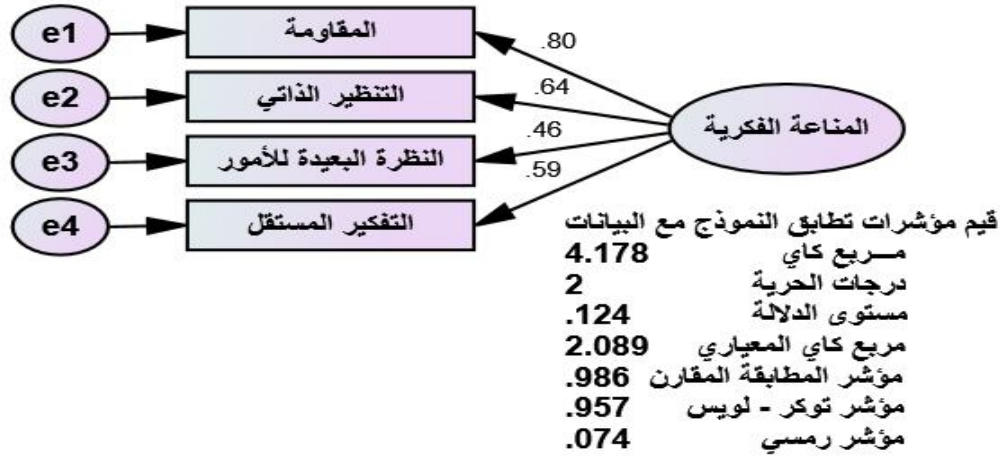 e1
المقاومة
.80
e2
التنظير الذاتي
.64
e3
النظرة البعيدة للأمور
.46
e4
التفكير المستقل
.59
المناعة الفكرية
قيم مؤشرات تطابق النموذج مع البيانات
مـــربع كاي 4.178
درجات الحرية 2
مستوى الدلالة .124
مربع كاي المعياري 2.089
مؤشر المطابقة المقارن .986
مؤشر توكر - لويس .957
مؤشر رمسي .074